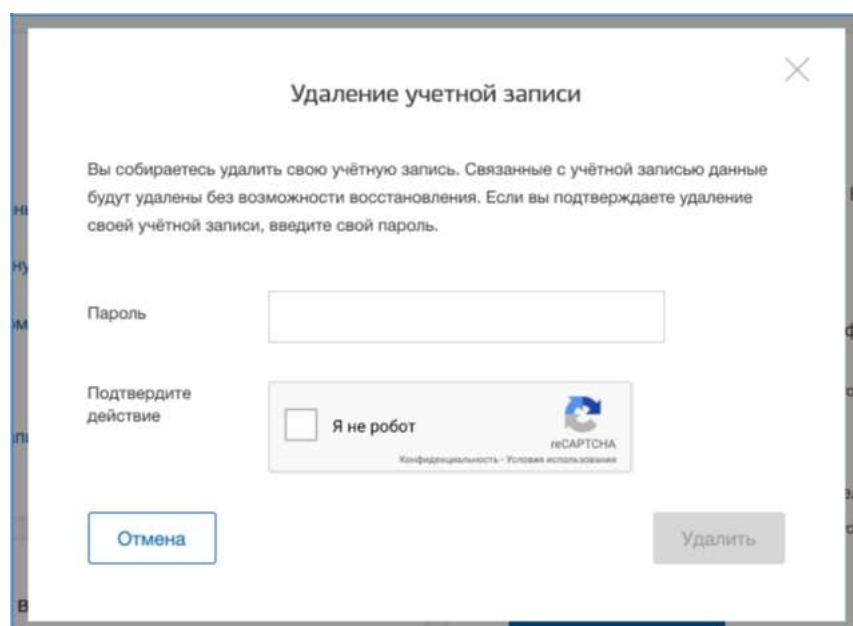 Удаление учетной записи
Вы собираетесь удалить свою учётную запись. Связанные с учётной записью данные
будут удалены без возможности восстановления. Если вы подтверждаете удаление
своей учётной записи, введите свой пароль.
Пароль
Подтвердите
действие
Я не робот
reCAPTCHA
Конфиденциальность - Условия использования
Отмена
Удалить